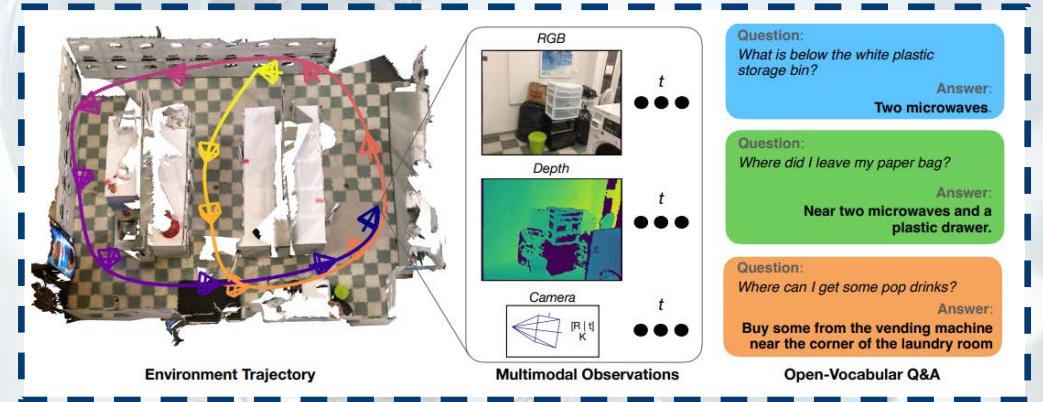 RGB
t
Depth
t
Camera
[R | t]
K
t
Question:
What is below the white plastic
storage bin?
Answer:
Two microwaves.
Question:
Where did I leave my paper bag?
Answer:
Near two microwaves and a
plastic drawer.
Question:
Where can I get some pop drinks?
Answer:
Buy some from the vending machine
near the corner of the laundry room
Environment Trajectory
Multimodal Observations
Open-Vocabular Q&A